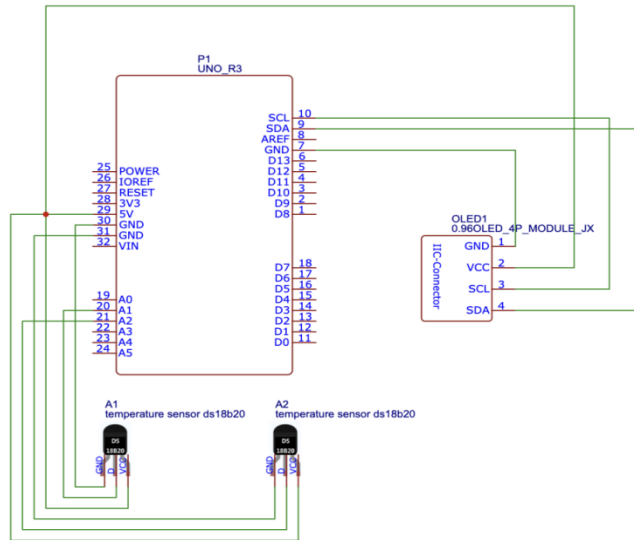 P1
UNO_R3
SCL 10
SDA 9
AREF 8
GND 7
D13 6
D12 5
D11 4
D10 3
D9 2
D8 1
25 POWER
26 IOREF
27 RESET
28 3V3
29 5V
30 GND
31 GND
32 VIN
D7 18
D6 17
D5 16
D4 15
D3 14
D2 13
D1 12
D0 11
19 A0
20 A1
21 A2
22 A3
23 A4
24 A5
OLED1
0.96OLED_4P_MODULE_JX
IIC-Connector
GND 1
VCC 2
SCL 3
SDA 4
A1
temperature sensor ds18b20
DS
18B20
GND
D
VCC
A2
temperature sensor ds18b20
DS
18B20
GND
D
VCC